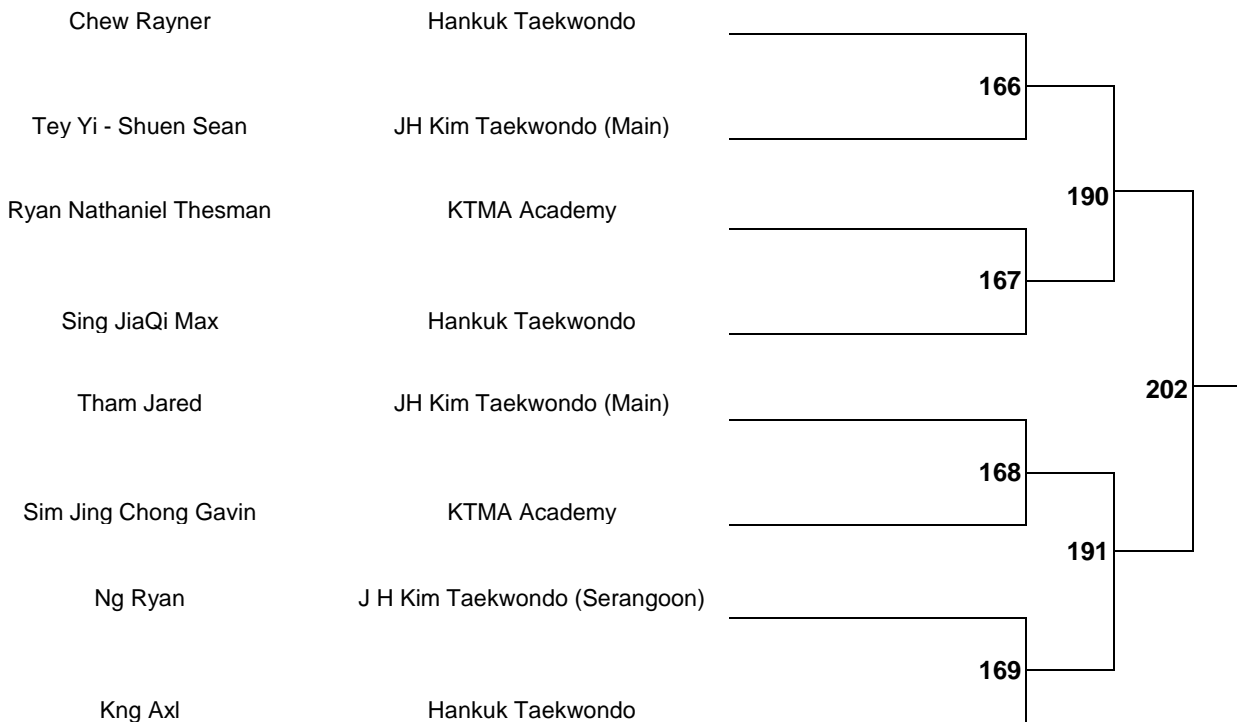 Chew Rayner Hankuk Taekwondo
166
Tey Yi - Shuen Sean JH Kim Taekwondo (Main)
190
Ryan Nathaniel Thesman KTMA Academy
167
Sing JiaQi Max Hankuk Taekwondo
202
Tham Jared JH Kim Taekwondo (Main)
168
Sim Jing Chong Gavin KTMA Academy
191
Ng Ryan J H Kim Taekwondo (Serangoon)
169
Kng Axl Hankuk Taekwondo